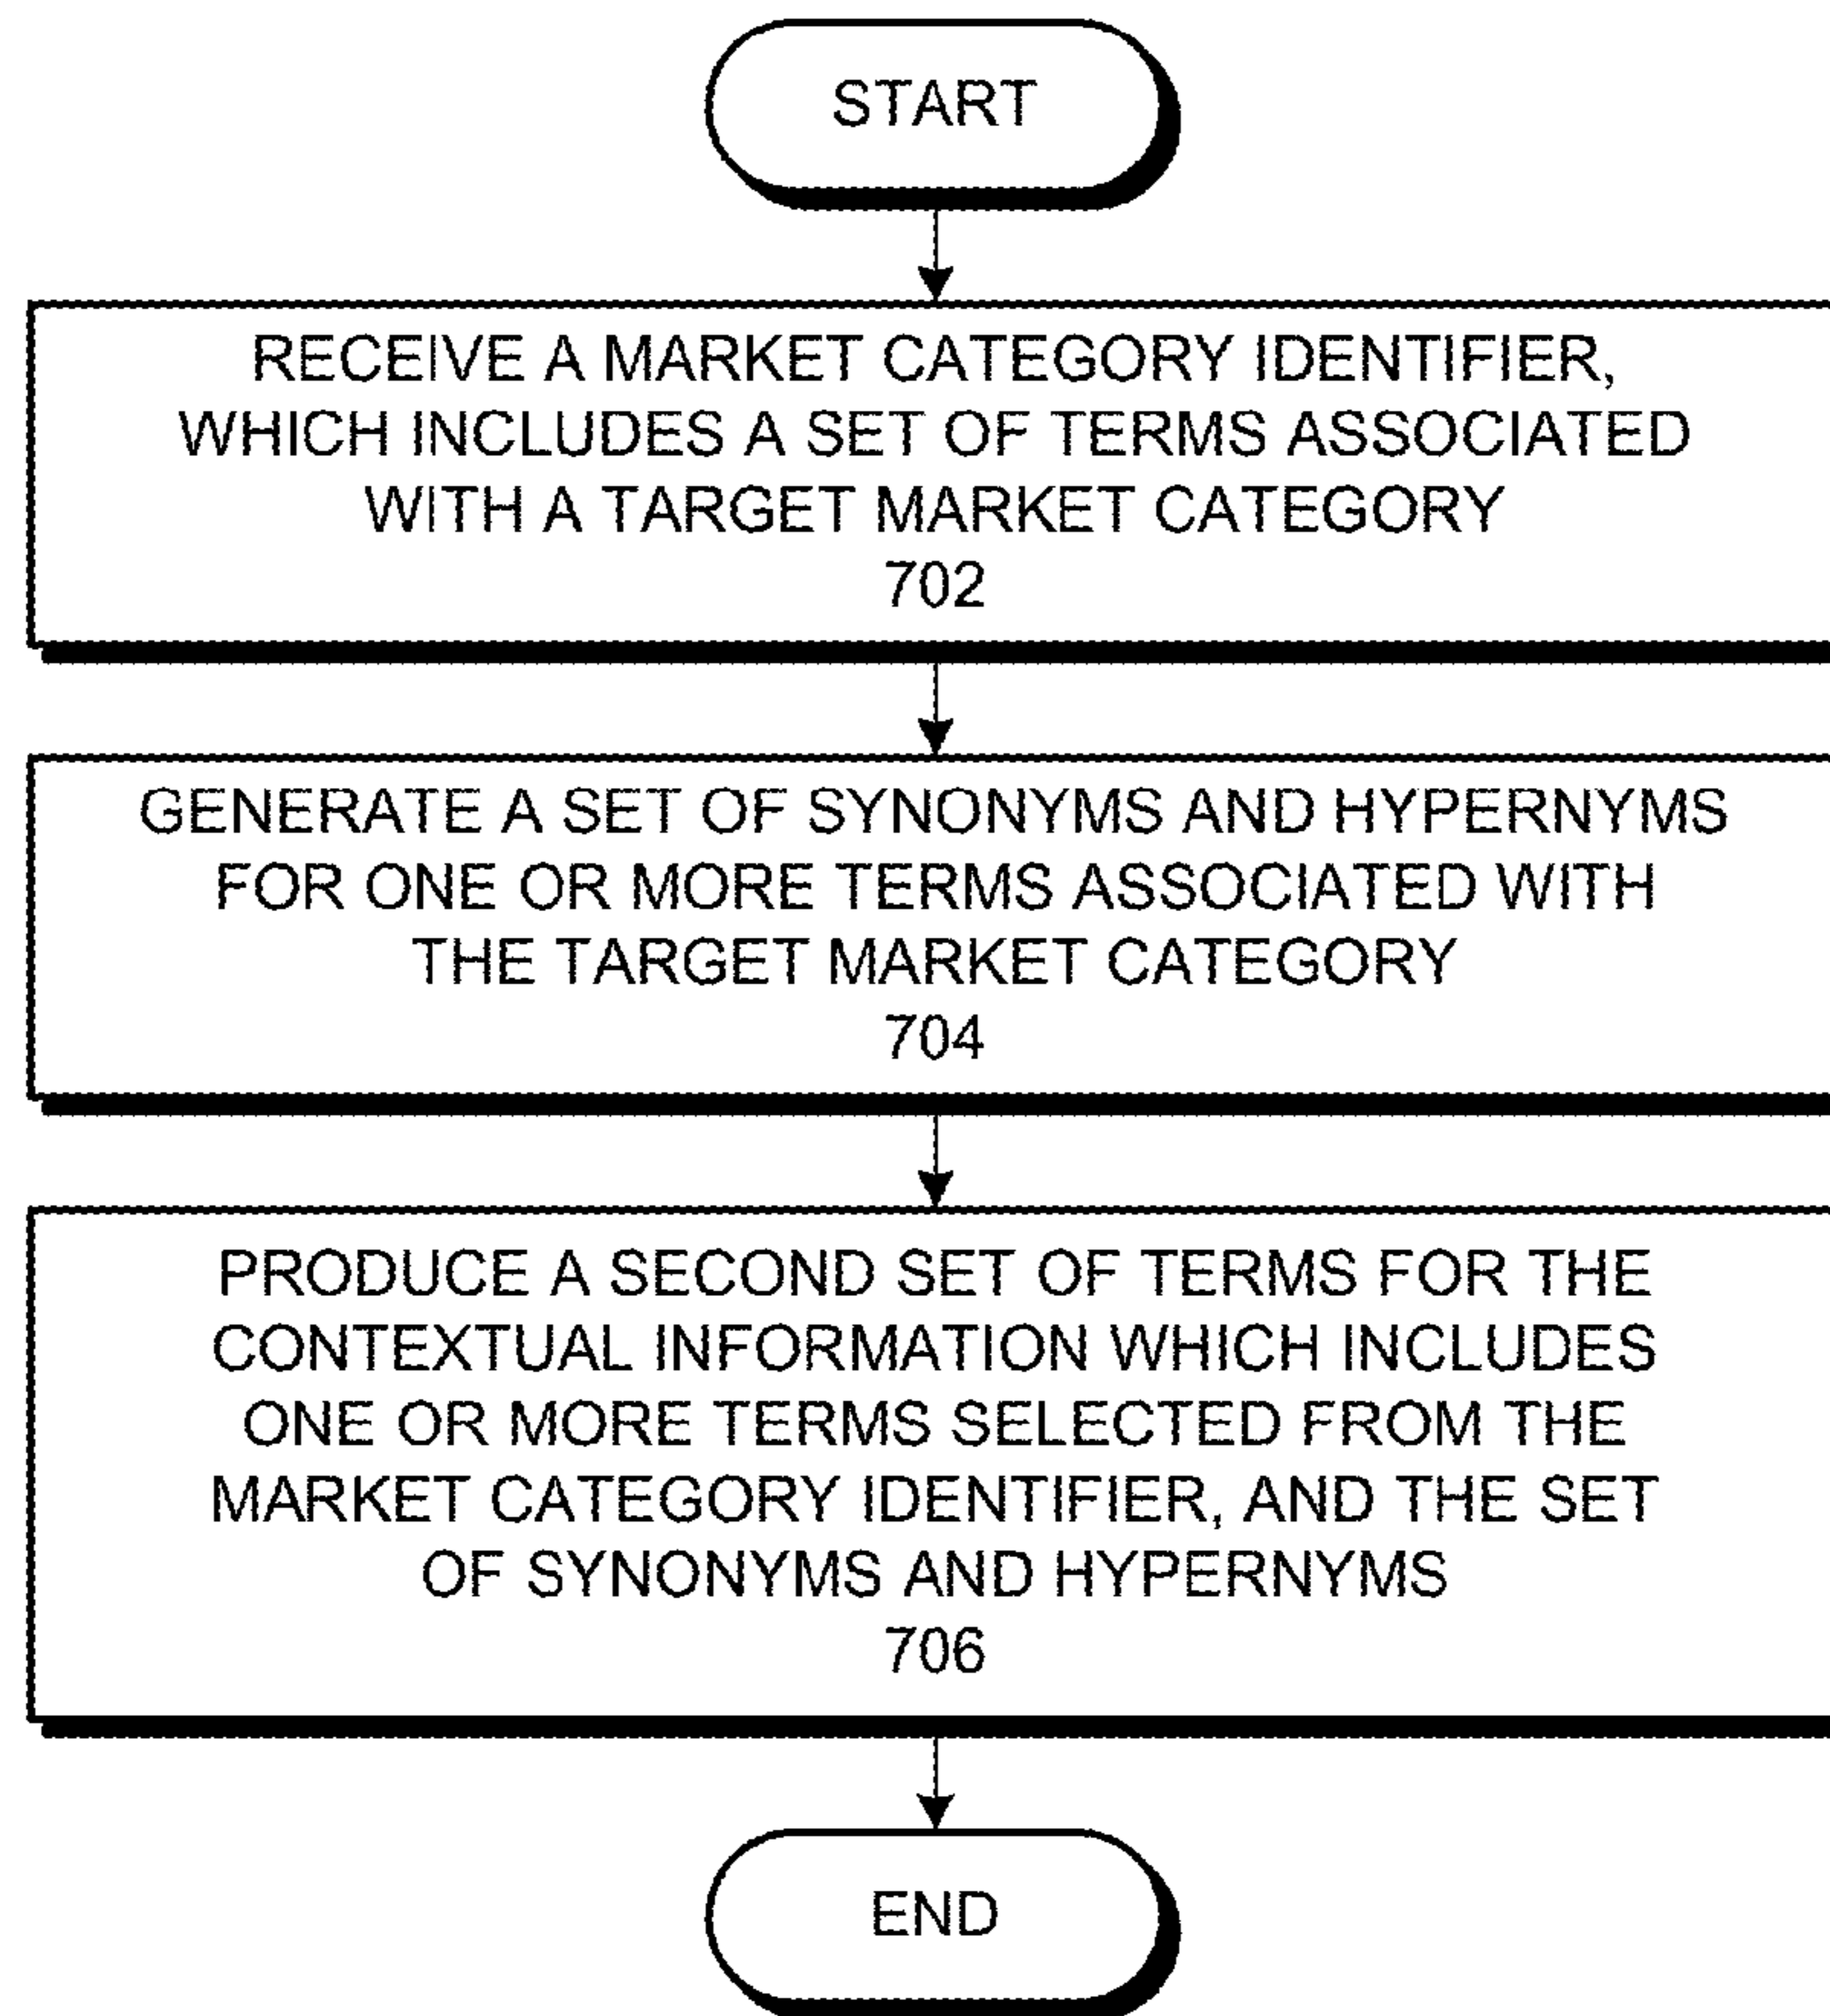 START
RECEIVE A MARKET CATEGORY IDENTIFIER,
WHICH INCLUDES A SET OF TERMS ASSOCIATED
WITH A TARGET MARKET CATEGORY
702
GENERATE A SET OF SYNONYMS AND HYPERNYMS
FOR ONE OR MORE TERMS ASSOCIATED WITH
THE TARGET MARKET CATEGORY
704
PRODUCE A SECOND SET OF TERMS FOR THE
CONTEXTUAL INFORMATION WHICH INCLUDES
ONE OR MORE TERMS SELECTED FROM THE
MARKET CATEGORY IDENTIFIER, AND THE SET
OF SYNONYMS AND HYPERNYMS
706
END